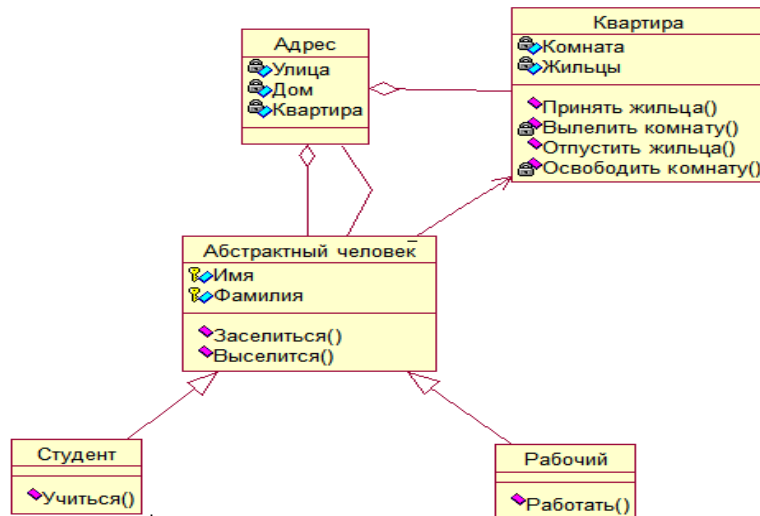 Адрес
Улица
Дом
Квартира
Квартира
Комната
Жильцы
Принять жильца()
Вылелить комнату()
Отпустить жильца()
Освободить комнату()
Абстрактный человек
Имя
Фамилия
Заселиться()
Выселится()
Студент
Учиться()
Рабочий
Работать()